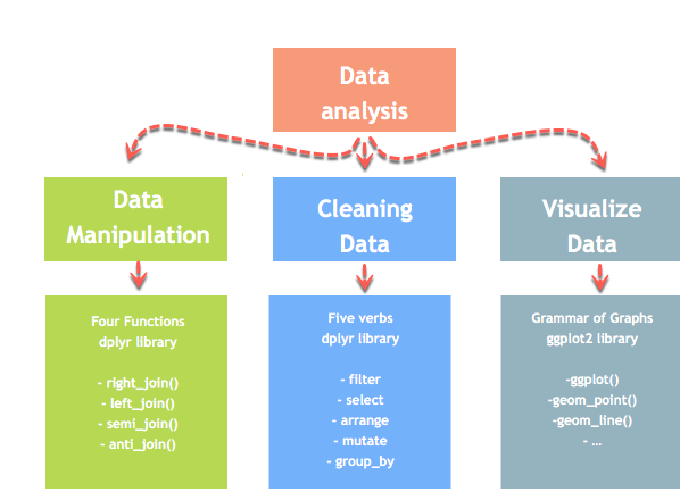 Data
analysis
Data
Manipulation
Cleaning
Data
Visualize
Data
Four Functions
dplyr library
- right_join()
- left_join()
- semi_join()
- anti_join()
Five verbs
dplyr library
- filter
- select
- arrange
- mutate
- group_by
Grammar of Graphs
ggplot2 library
-ggplot()
-geom_point()
-geom_line()
- ...